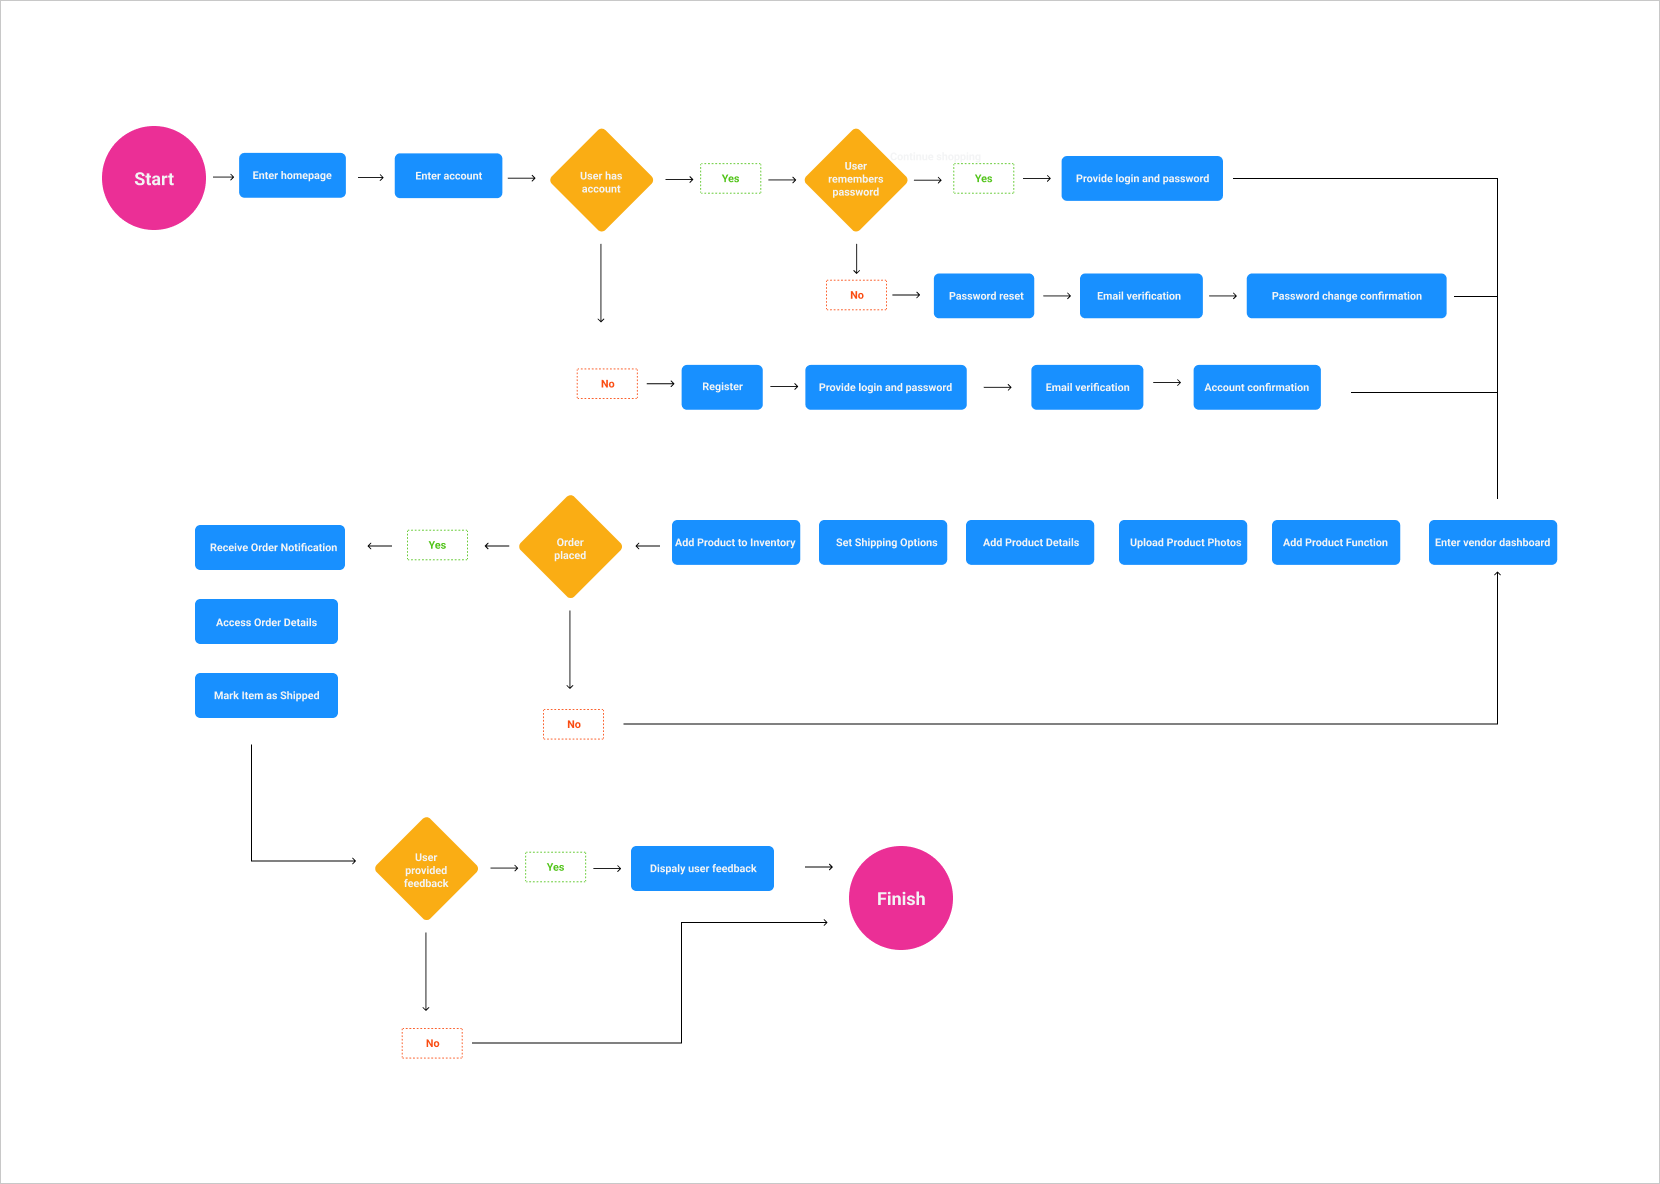 Start
Enter homepage
Enter account
User has
account
Yes
User
remembers
password
Continue shopping
Yes
Provide login and password
No
Password reset
Email verification
Password change confirmation
No
Register
Provide login and password
Email verification
Account confirmation
Receive Order Notification
Yes
Order
placed
Add Product to Inventory
Set Shipping Options
Add Product Details
Upload Product Photos
Add Product Function
Enter vendor dashboard
Access Order Details
Mark Item as Shipped
No
User
provided
feedback
Yes
Dispaly user feedback
Finish
No